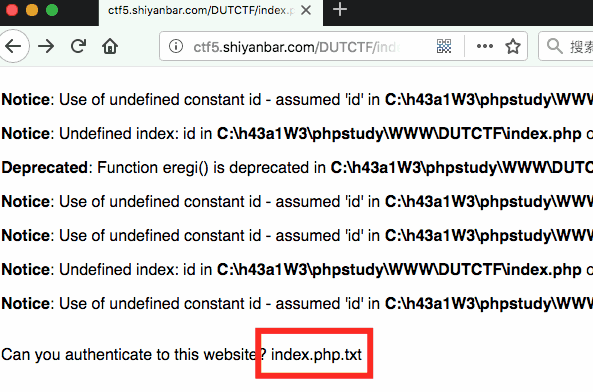 ctf5.shiyanbar.com/DUTCTF/index.p
ctf5.shiyanbar.com/DUTCTF/ind
搜索
Notice: Use of undefined constant id - assumed 'id' in C:\h43a1W3\phpstudy\WWW
Notice: Undefined index: id in C:\h43a1W3\phpstudy\WWW\DUTCTF\index.php o
Deprecated: Function eregi() is deprecated in C:\h43a1W3\phpstudy\WWW\DUTC
Notice: Use of undefined constant id - assumed 'id' in C:\h43a1W3\phpstudy\WWW
Notice: Use of undefined constant id - assumed 'id' in C:\h43a1W3\phpstudy\WWW
Notice: Undefined index: id in C:\h43a1W3\phpstudy\WWW\DUTCTF\index.php o
Notice: Use of undefined constant id - assumed 'id' in C:\h43a1W3\phpstudy\WWW
Can you authenticate to this website? index.php.txt